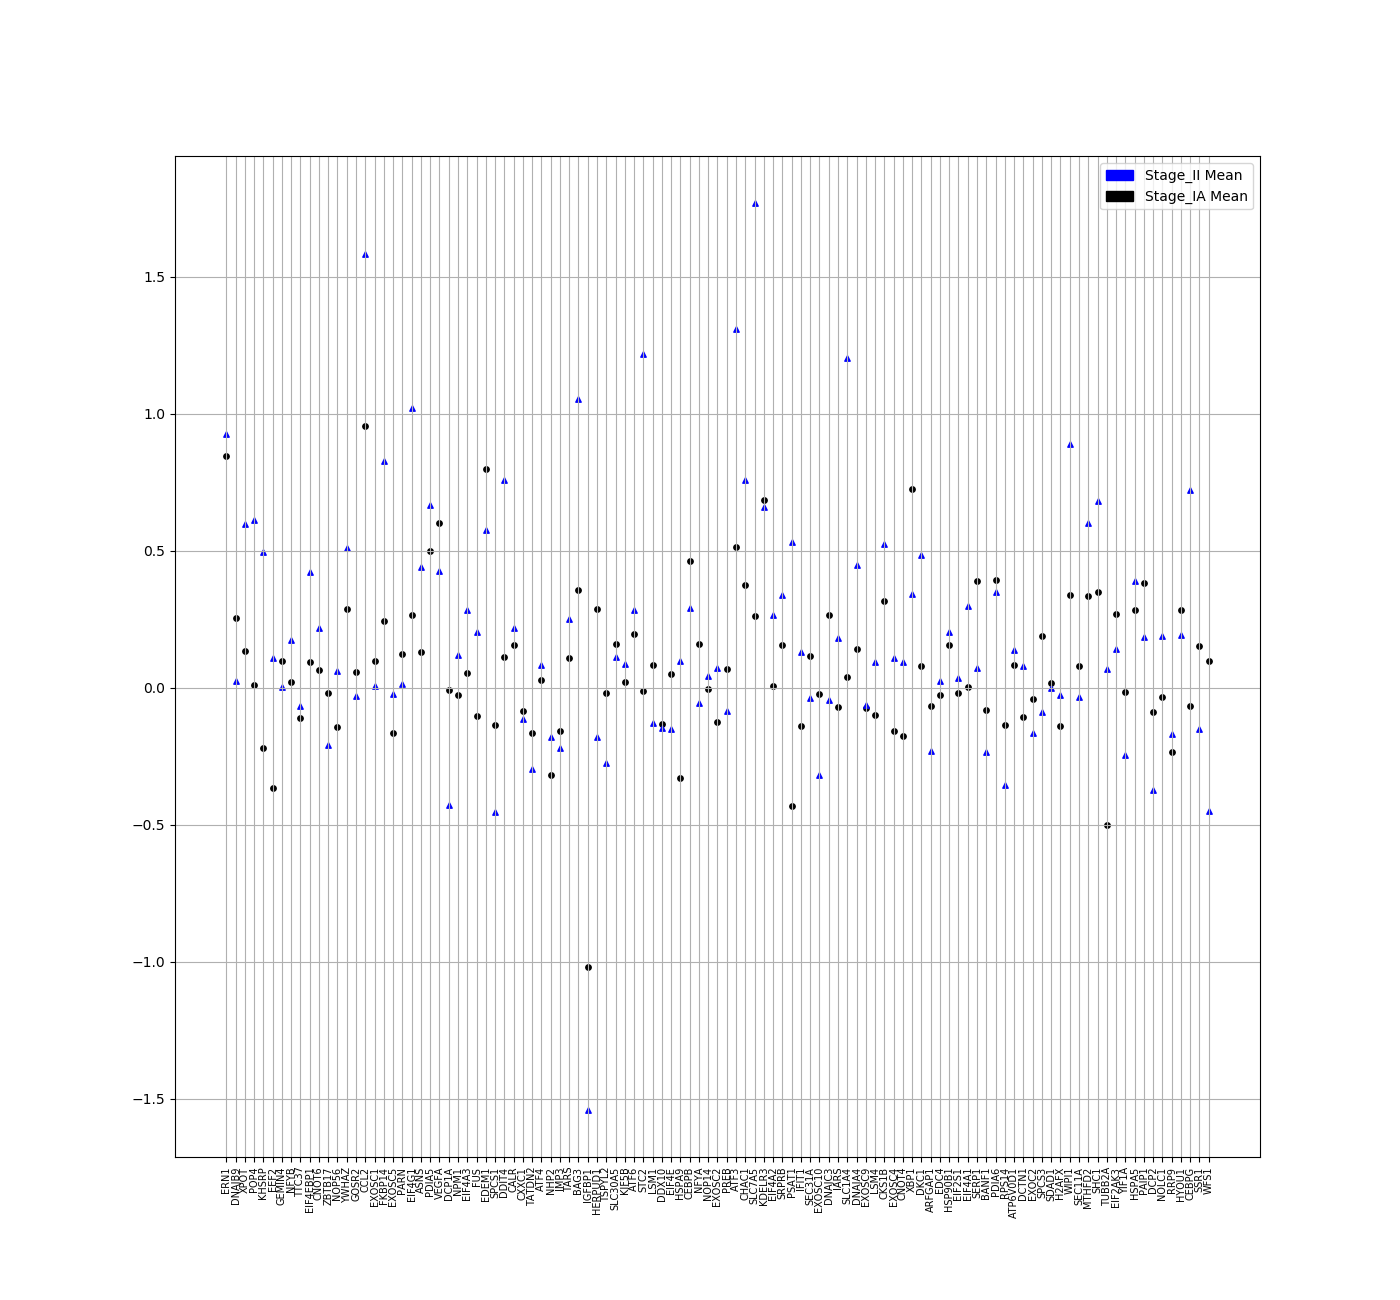 Stage_II Mean
Stage_IA Mean
1.5
1.0
0.5
0.0
−0.5
−1.0
−1.5
ERN1
DNAJB9
XPOT
POP4
KHSRP
EEF2
GEMIN4
NFYB
TTC37
EIF4EBP1
CNOT6
ZBTB17
NOP56
YWHAZ
GOSR2
CCL2
EXOSC1
FKBP14
EXOSC5
PARN
EIF4G1
ASNS
PDIA5
VEGFA
DCP1A
NPM1
EIF4A3
FUS
EDEM1
SPCS1
DDIT4
CALR
CXXC1
TATDN2
ATF4
NHP2
IMP3
TARS
BAG3
IGFBP1
HERPUD1
TSPYL2
SLC30A5
KIF5B
ATF6
STC2
LSM1
DDX10
EIF4E
HSPA9
CEBPB
NFYA
NOP14
EXOSC2
PREB
ATF3
CHAC1
SLC7A5
KDELR3
EIF4A2
SRPRB
PSAT1
IFIT1
SEC31A
EXOSC10
DNAJC3
IARS
SLC1A4
DNAJA4
EXOSC9
LSM4
CKS1B
EXOSC4
CNOT4
XBP1
DKC1
ARFGAP1
EDC4
HSP90B1
EIF2S1
EIF4A1
SERP1
BANF1
PDIA6
RPS14
ATP6V0D1
DCTN1
EXOC2
SPCS3
SDAD1
H2AFX
WIPI1
SEC11A
MTHFD2
SHC1
TUBB2A
EIF2AK3
YIF1A
HSPA5
PAIP1
DCP2
NOLC1
RRP9
HYOU1
CEBPG
SSR1
WFS1